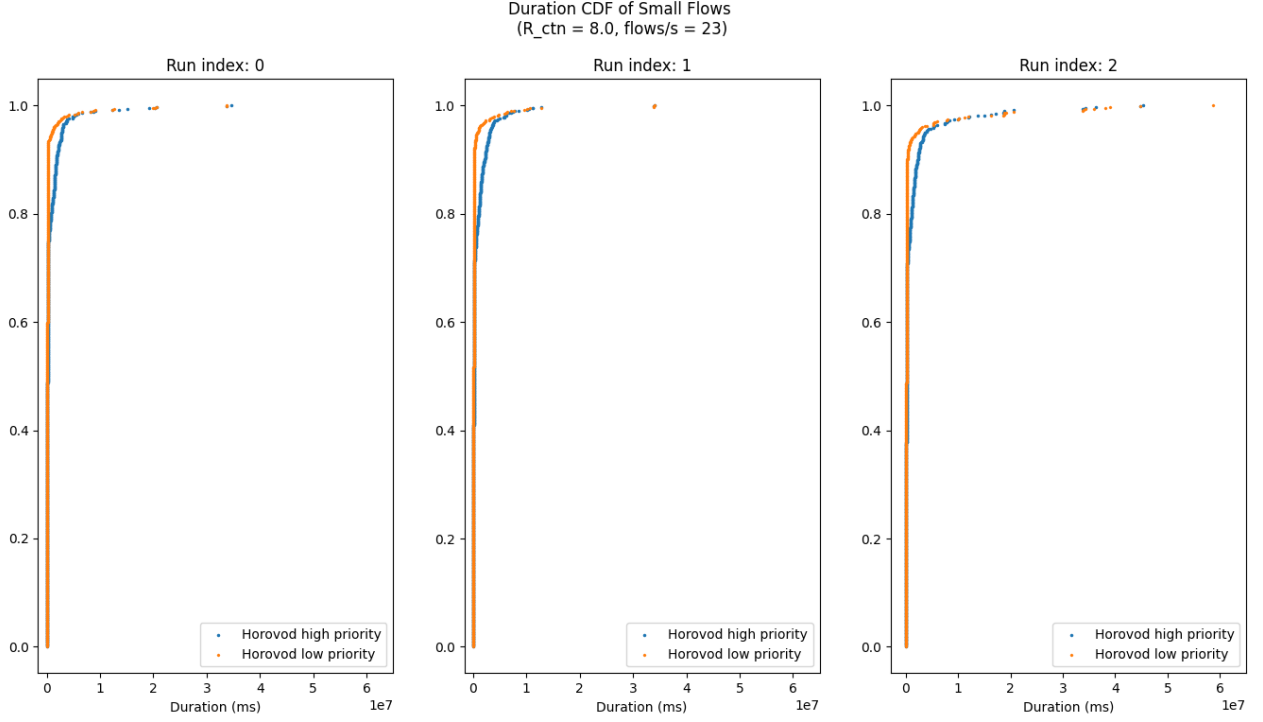 Duration CDF of Small Flows
(R_ctn = 8.0, flows/s = 23)
Run index: 0
1.0
0.8
0.6
0.4
0.2
0.0
Horovod high priority
Horovod low priority
0 1 2 3 4 5 6
1e7
Duration (ms)
Run index: 1
1.0
0.8
0.6
0.4
0.2
0.0
Horovod high priority
Horovod low priority
0 1 2 3 4 5 6
1e7
Duration (ms)
Run index: 2
1.0
0.8
0.6
0.4
0.2
0.0
Horovod high priority
Horovod low priority
0 1 2 3 4 5 6
1e7
Duration (ms)